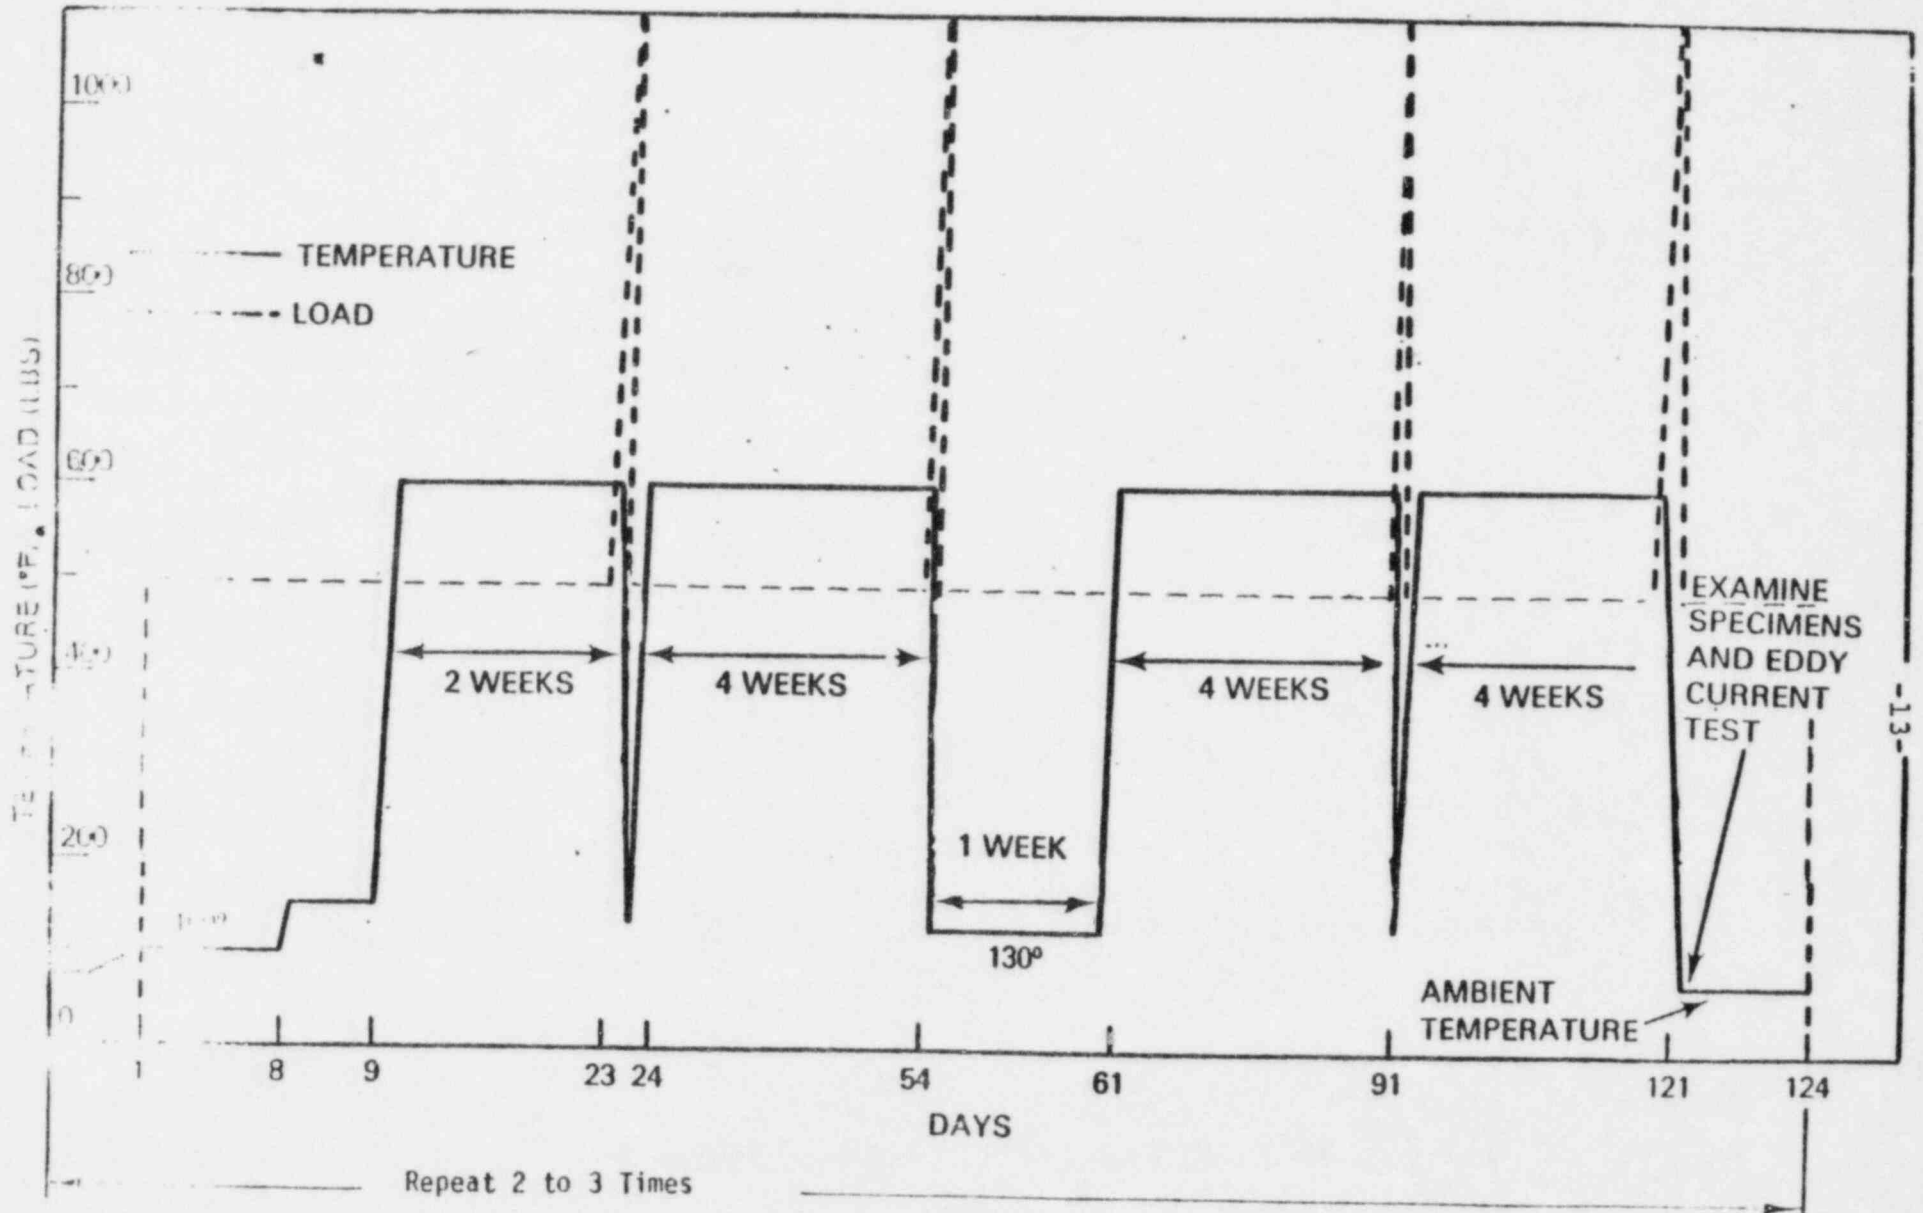 1000
800
600
400
200
0
TEMPERATURE
LOAD
LOAD (LBS)
2 WEEKS
4 WEEKS
1 WEEK
130°
4 WEEKS
4 WEEKS
EXAMINE
SPECIMENS
AND EDDY
CURRENT
TEST
AMBIENT
TEMPERATURE
-13-
1 8 9 23 24 54 61 91 121 124
DAYS
Repeat 2 to 3 Times